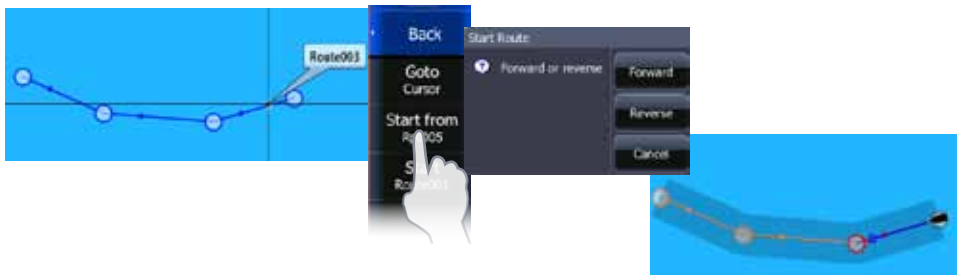 Route003
Back
Goto
Cursor
Start from
Start Route
Forward or reverse
Forward
Reverse
Cancel